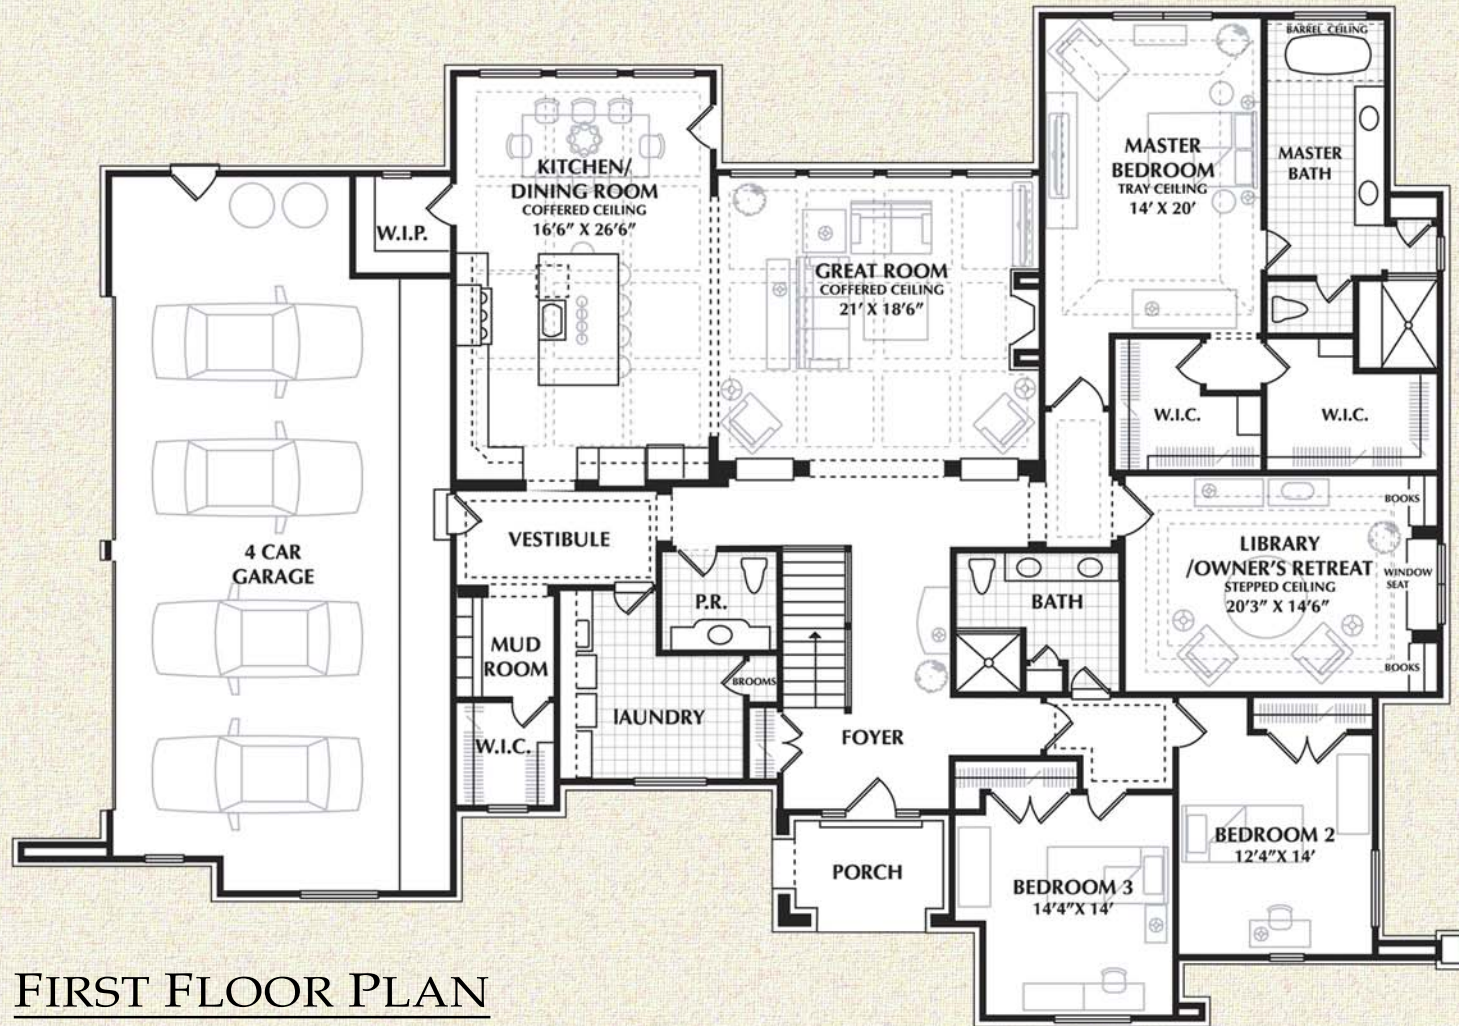 BARREL CEILING
MASTER
BATH
MASTER
BEDROOM
TRAY CEILING
14' X 20'
KITCHEN/
DINING ROOM
COFFERED CEILING
16'6" X 26'6"
W.I.P.
GREAT ROOM
COFFERED CEILING
21' X 18'6"
W.I.C.
W.I.C.
BOOKS
LIBRARY
/OWNER'S RETREAT
STEPPED CEILING
20'3" X 14'6"
WINDOW
SEAT
BOOKS
VESTIBULE
4 CAR
GARAGE
P.R.
BATH
MUD
ROOM
BROOMS
lAUNDRY
W.I.C.
FOYER
PORCH
BEDROOM 2
12'4"X 14'
BEDROOM 3
14'4"X 14'
FIRST FLOOR PLAN